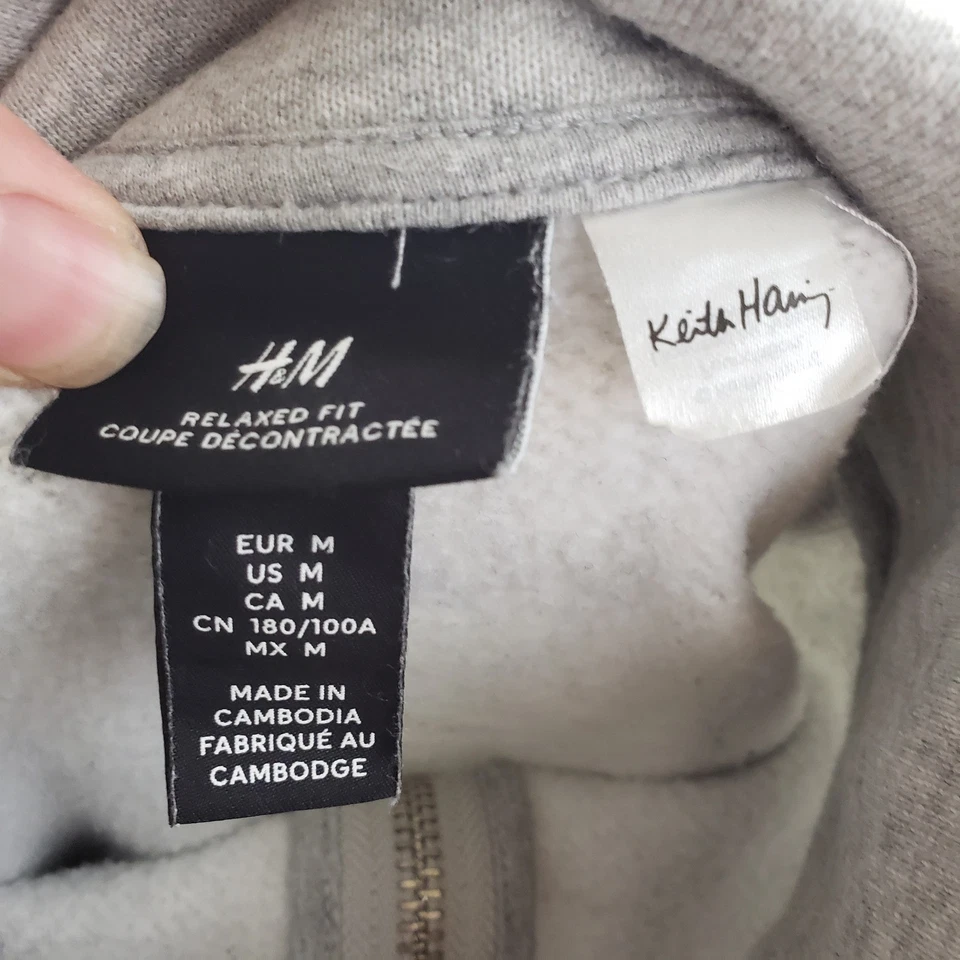 H&M
RELAXED FIT
COUPE DÉCONTRACTÉE
Keith Haring
EUR M
US M
CA M
CN 180/100A
MX M
MADE IN
CAMBODIA
FABRIQUÉ AU
CAMBODGE